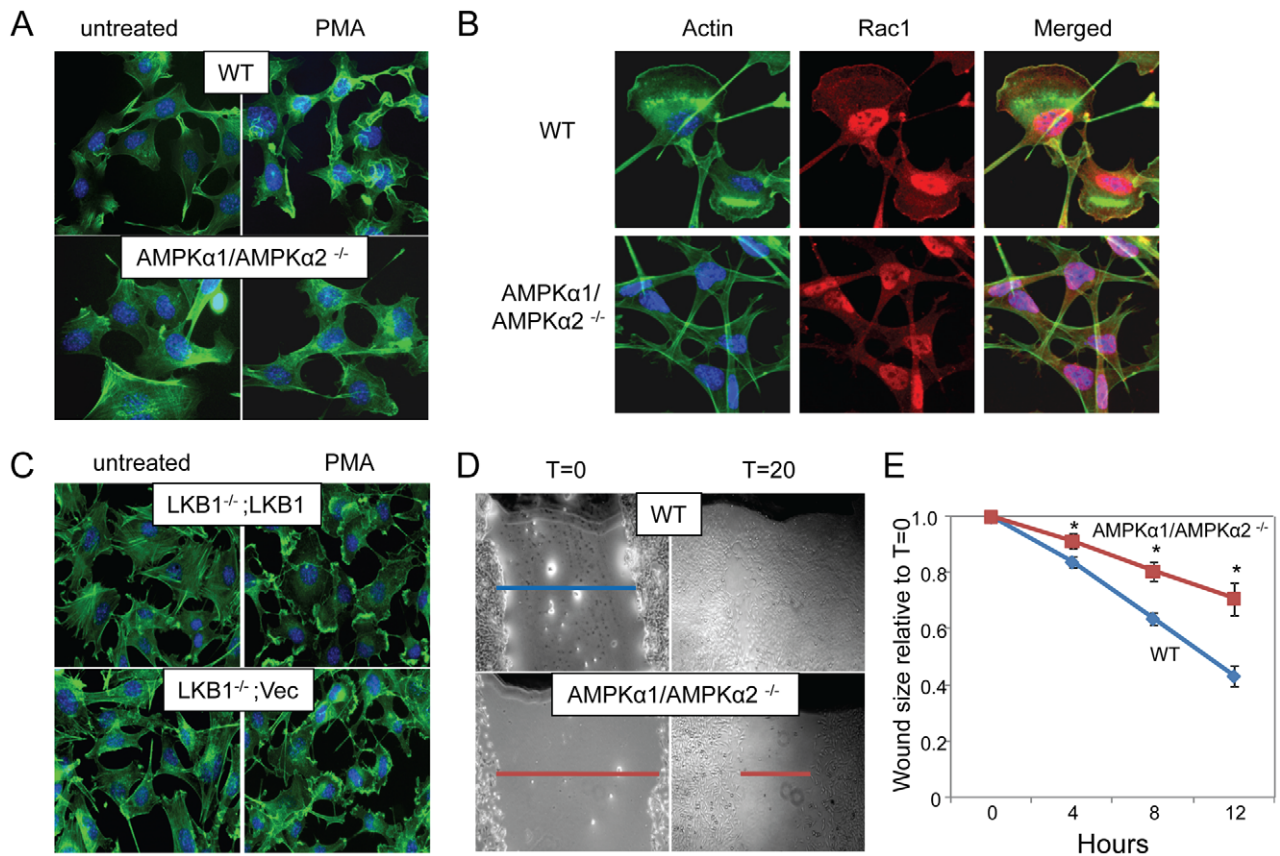 A
untreated
PMA
WT
AMPKα1/AMPKα2 -/-
B
Actin
Rac1
Merged
WT
AMPKα1/
AMPKα2 -/-
C
untreated
PMA
LKB1-/- ;LKB1
LKB1-/- ;Vec
D
T=0
T=20
WT
AMPKα1/AMPKα2 -/-
E
Wound size relative to T=0
1.0
0.8
0.6
0.4
0.2
0
*
*
*
AMPKα1/AMPKα2 -/-
WT
0
4
8
12
Hours